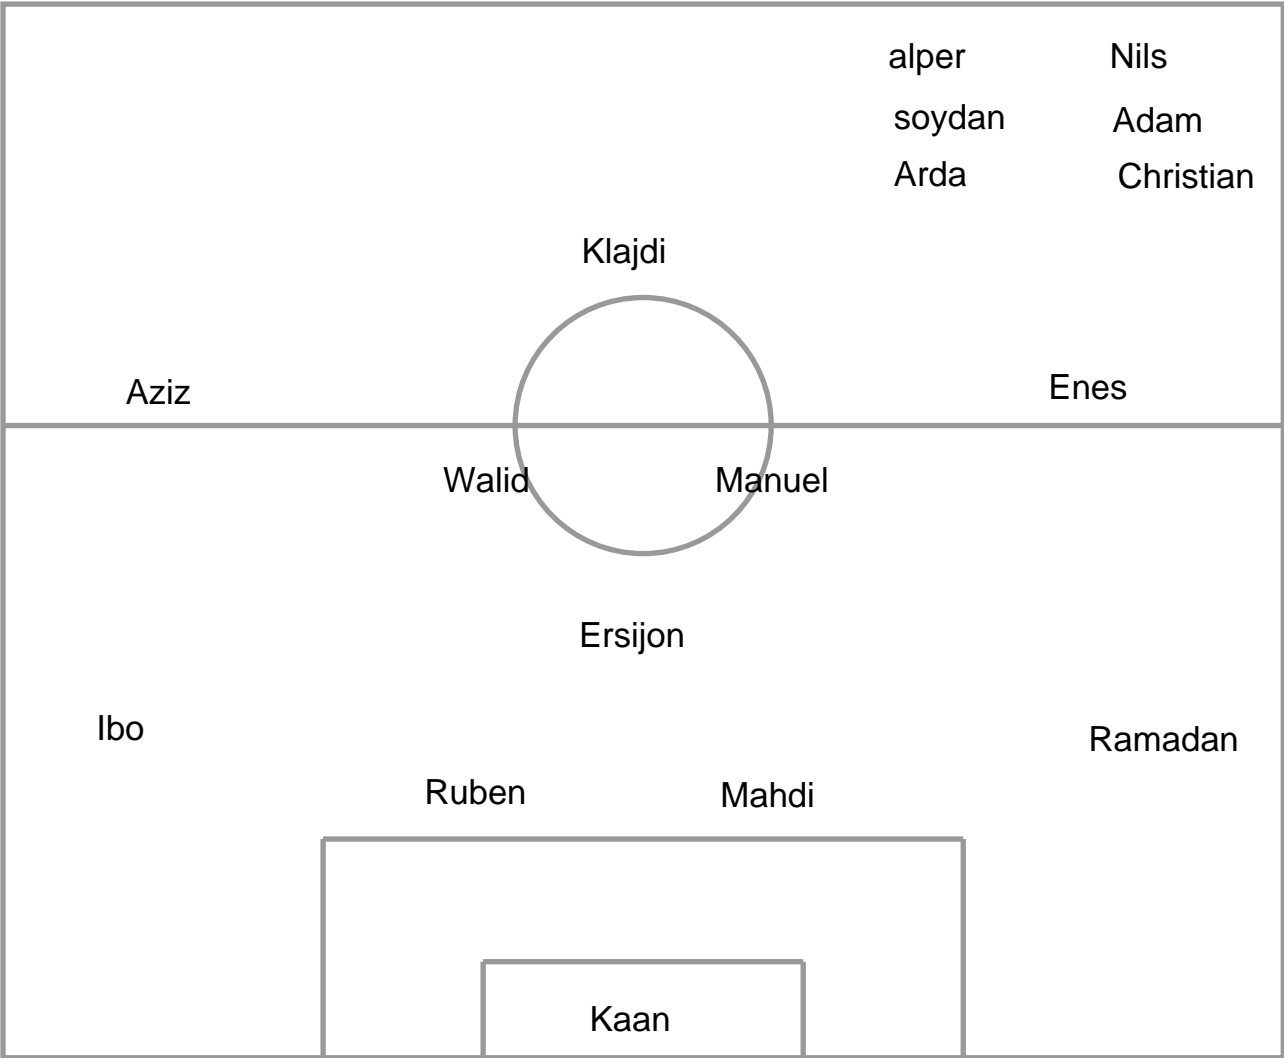 alper Nils
soydan Adam
Arda Christian
Klajdi
Aziz Enes
Walid Manuel
Ersijon
Ibo Ramadan
Ruben Mahdi
Kaan